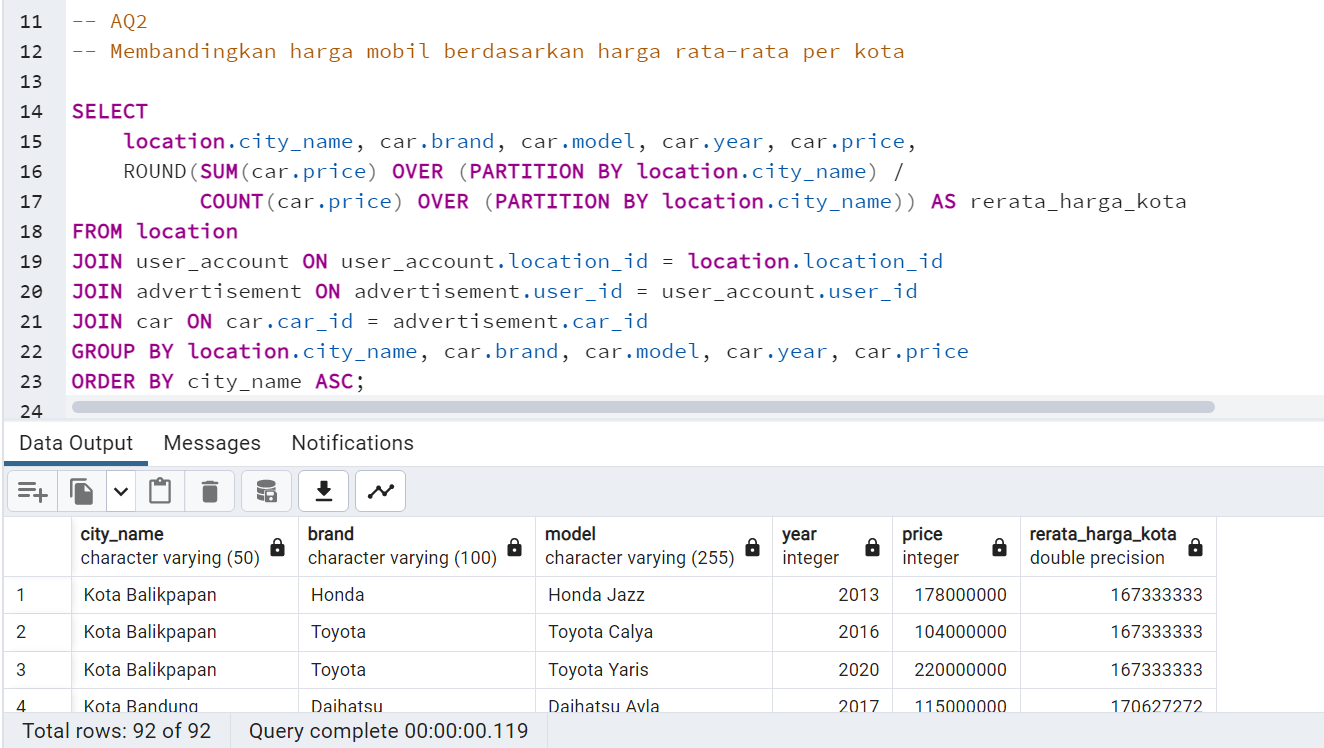 11 -- AQ2
12 -- Membandingkan harga mobil berdasarkan harga rata-rata per kota
13
14 SELECT
15 location.city_name, car.brand, car.model, car.year, car.price,
16 ROUND(SUM(car.price) OVER (PARTITION BY location.city_name) /
17 COUNT(car.price) OVER (PARTITION BY location.city_name)) AS rerata_harga_kota
18 FROM location
19 JOIN user_account ON user_account.location_id = location.location_id
20 JOIN advertisement ON advertisement.user_id = user_account.user_id
21 JOIN car ON car.car_id = advertisement.car_id
22 GROUP BY location.city_name, car.brand, car.model, car.year, car.price
23 ORDER BY city_name ASC;
24
Data Output Messages Notifications
city_name brand model year price rerata_harga_kota
character varying (50) character varying (100) character varying (255) integer integer double precision
1 Kota Balikpapan Honda Honda Jazz 2013 178000000 167333333
2 Kota Balikpapan Toyota Toyota Calya 2016 104000000 167333333
3 Kota Balikpapan Toyota Toyota Yaris 2020 220000000 167333333
4 Kota Bandung Daihatsu Daihatsu Ayla 2017 115000000 170627272
Total rows: 92 of 92 Query complete 00:00:00.119